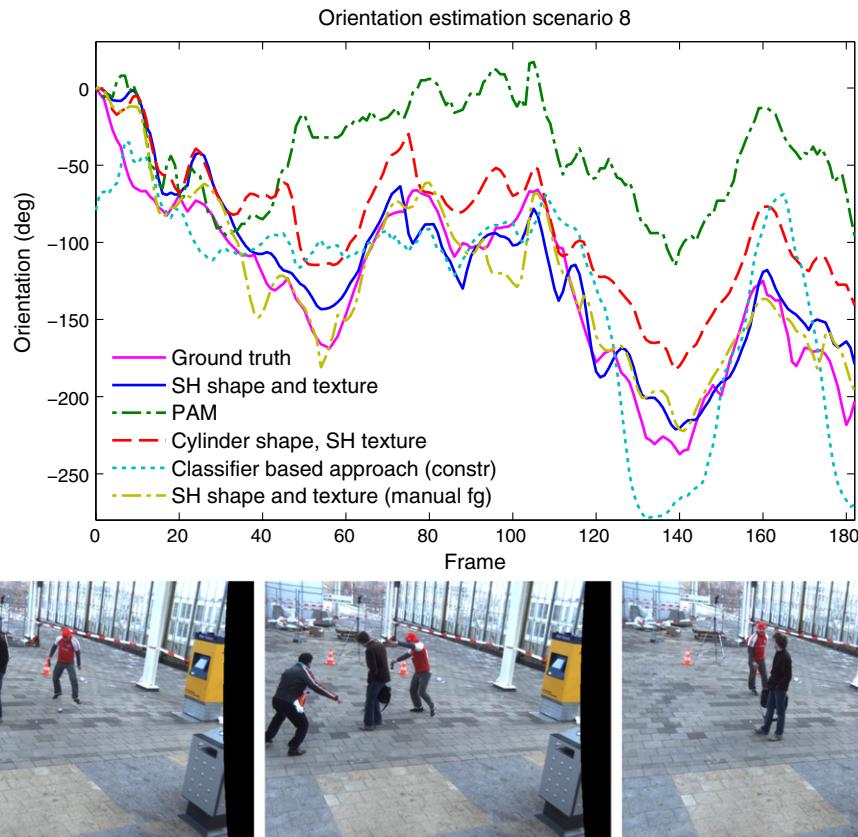 Orientation estimation scenario 8
Orientation (deg)
0
−50
−100
−150
−200
−250
Ground truth
SH shape and texture
PAM
Cylinder shape, SH texture
Classifier based approach (constr)
SH shape and texture (manual fg)
0 20 40 60 80 100 120 140 160 180
Frame